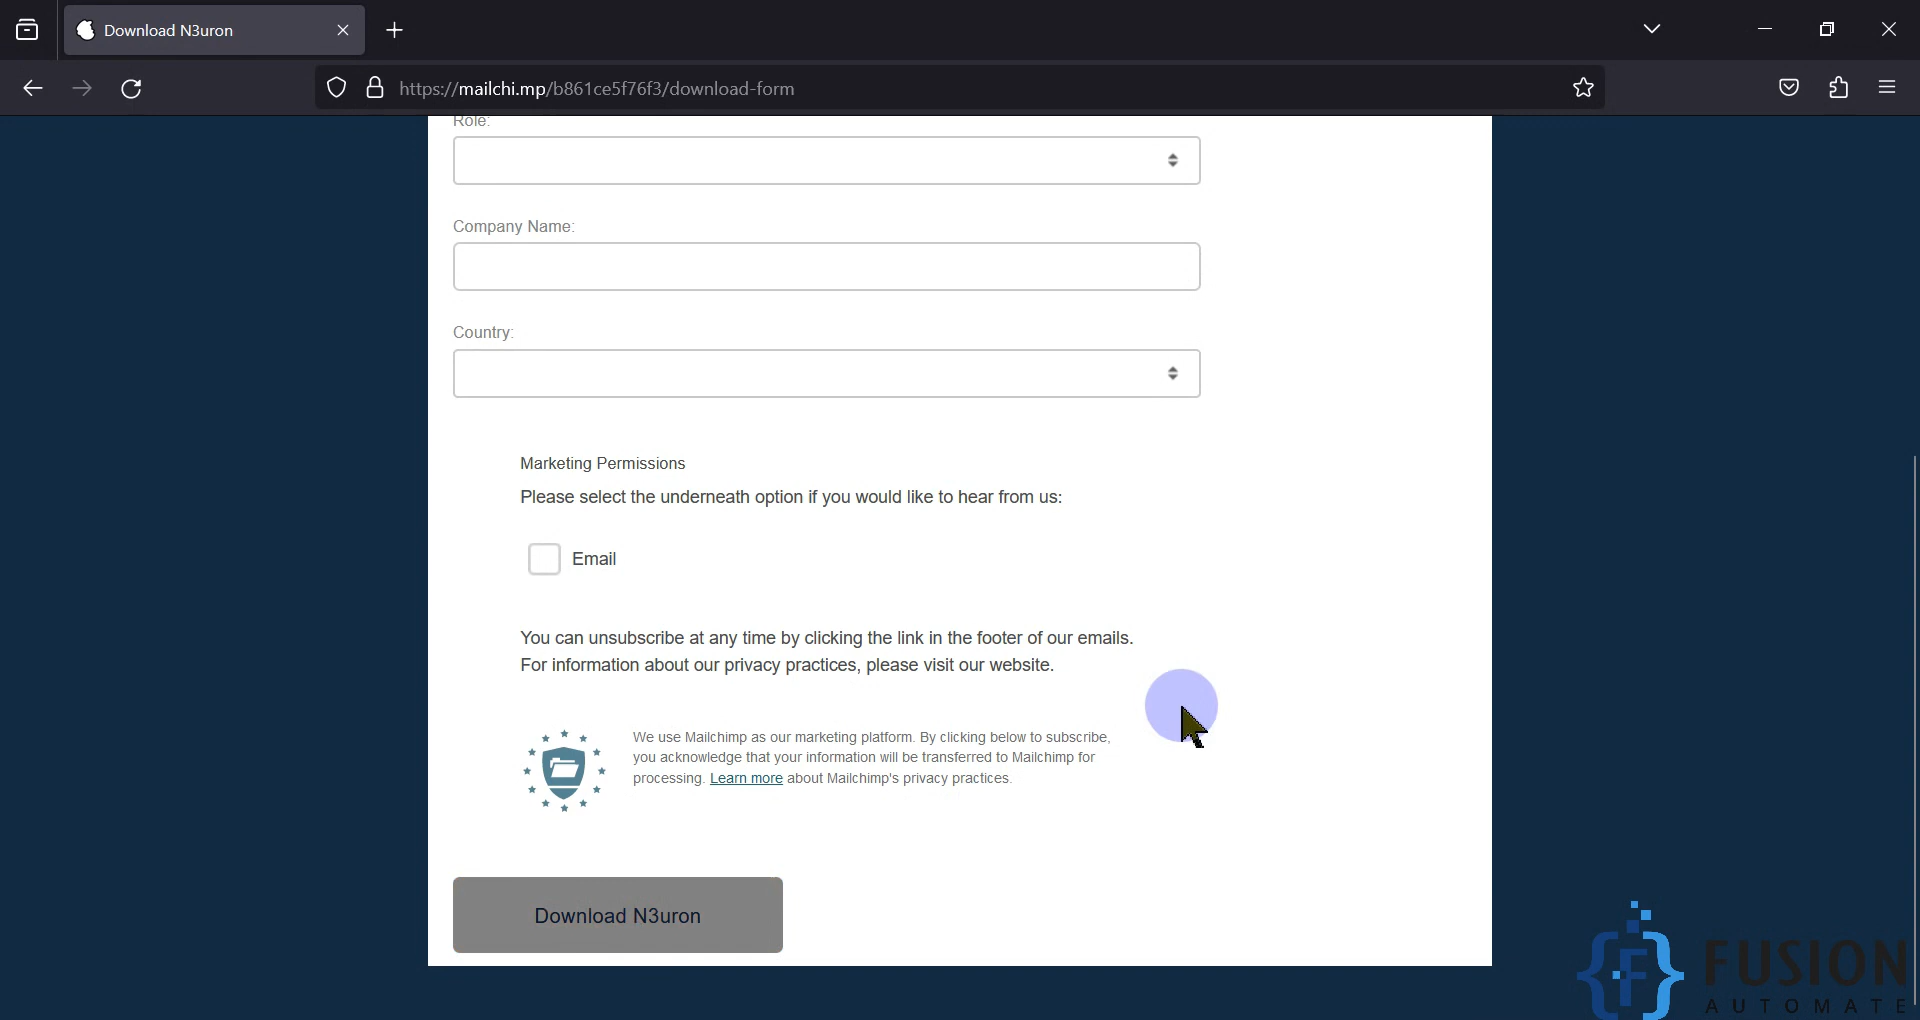 Download N3uron
https://mailchi.mp/b861ce5f76f3/download-form
Role:
Company Name:
Country:
Marketing Permissions
Please select the underneath option if you would like to hear from us:
Email
You can unsubscribe at any time by clicking the link in the footer of our emails.
For information about our privacy practices, please visit our website.
We use Mailchimp as our marketing platform. By clicking below to subscribe,
you acknowledge that your information will be transferred to Mailchimp for
processing. Learn more about Mailchimp's privacy practices.
Download N3uron
FUSION
AUTOMATE